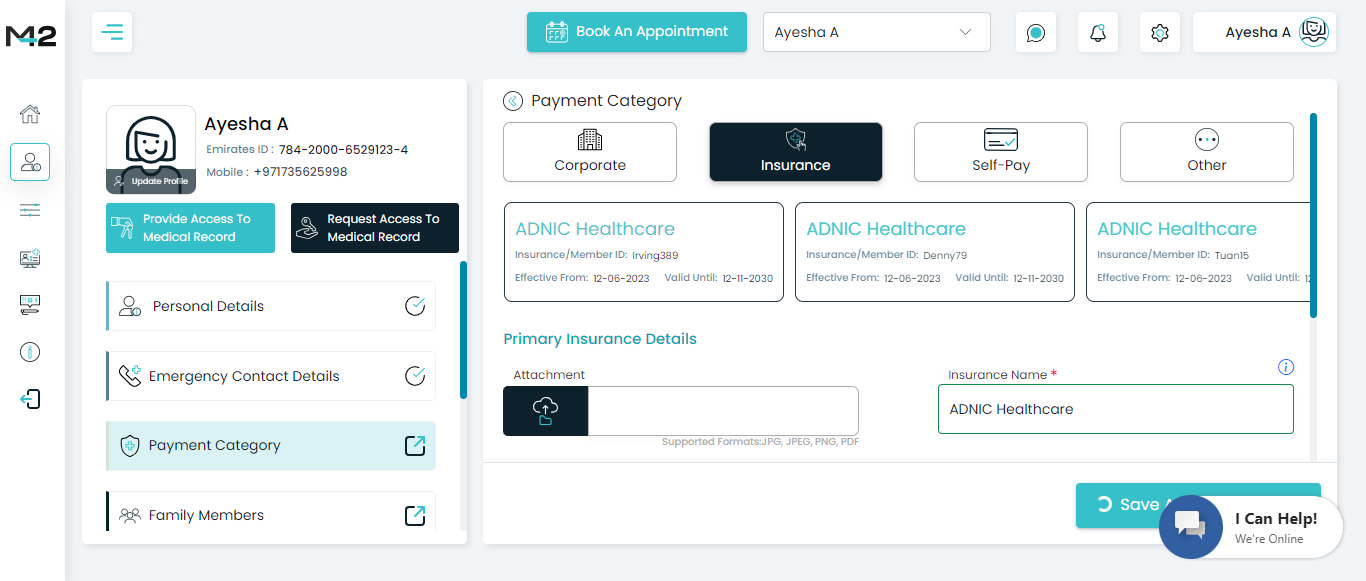 M42
Book An Appointment
Ayesha A
Ayesha A
Ayesha A
Emirates ID : 784-2000-6529123-4
Mobile : +971735625998
Update Profile
Provide Access To
Medical Record
Request Access To
Medical Record
Personal Details
Emergency Contact Details
Payment Category
Family Members
Payment Category
Corporate
Insurance
Self-Pay
Other
ADNIC Healthcare
Insurance/Member ID: Irving389
Effective From: 12-06-2023 Valid Until: 12-11-2030
ADNIC Healthcare
Insurance/Member ID: Denny79
Effective From: 12-06-2023 Valid Until: 12-11-2030
ADNIC Healthcare
Insurance/Member ID: Tuan15
Effective From: 12-06-2023 Valid Until:
Primary Insurance Details
Attachment
Supported Formats:JPG, JPEG, PNG, PDF
Insurance Name *
ADNIC Healthcare
Save
I Can Help!
We're Online